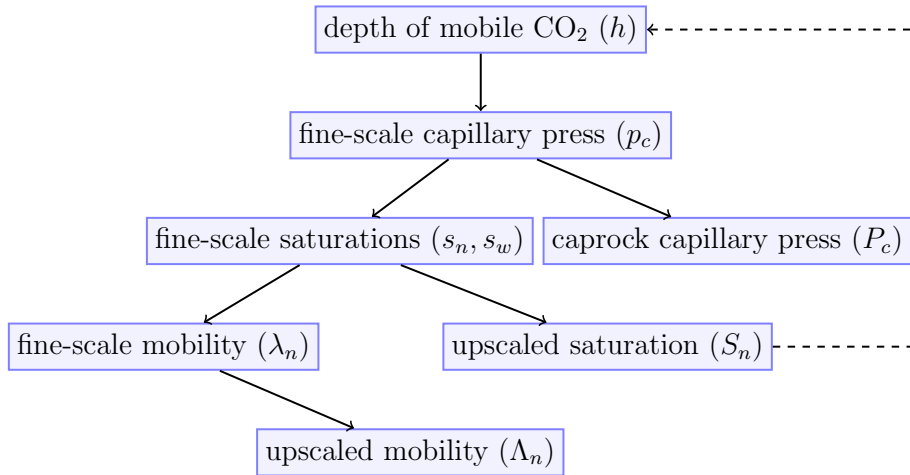 depth of mobile CO₂ (h)
fine-scale capillary press (p_c)
fine-scale saturations (s_n, s_w)
caprock capillary press (P_c)
fine-scale mobility (λ_n)
upscaled saturation (S_n)
upscaled mobility (Λ_n)